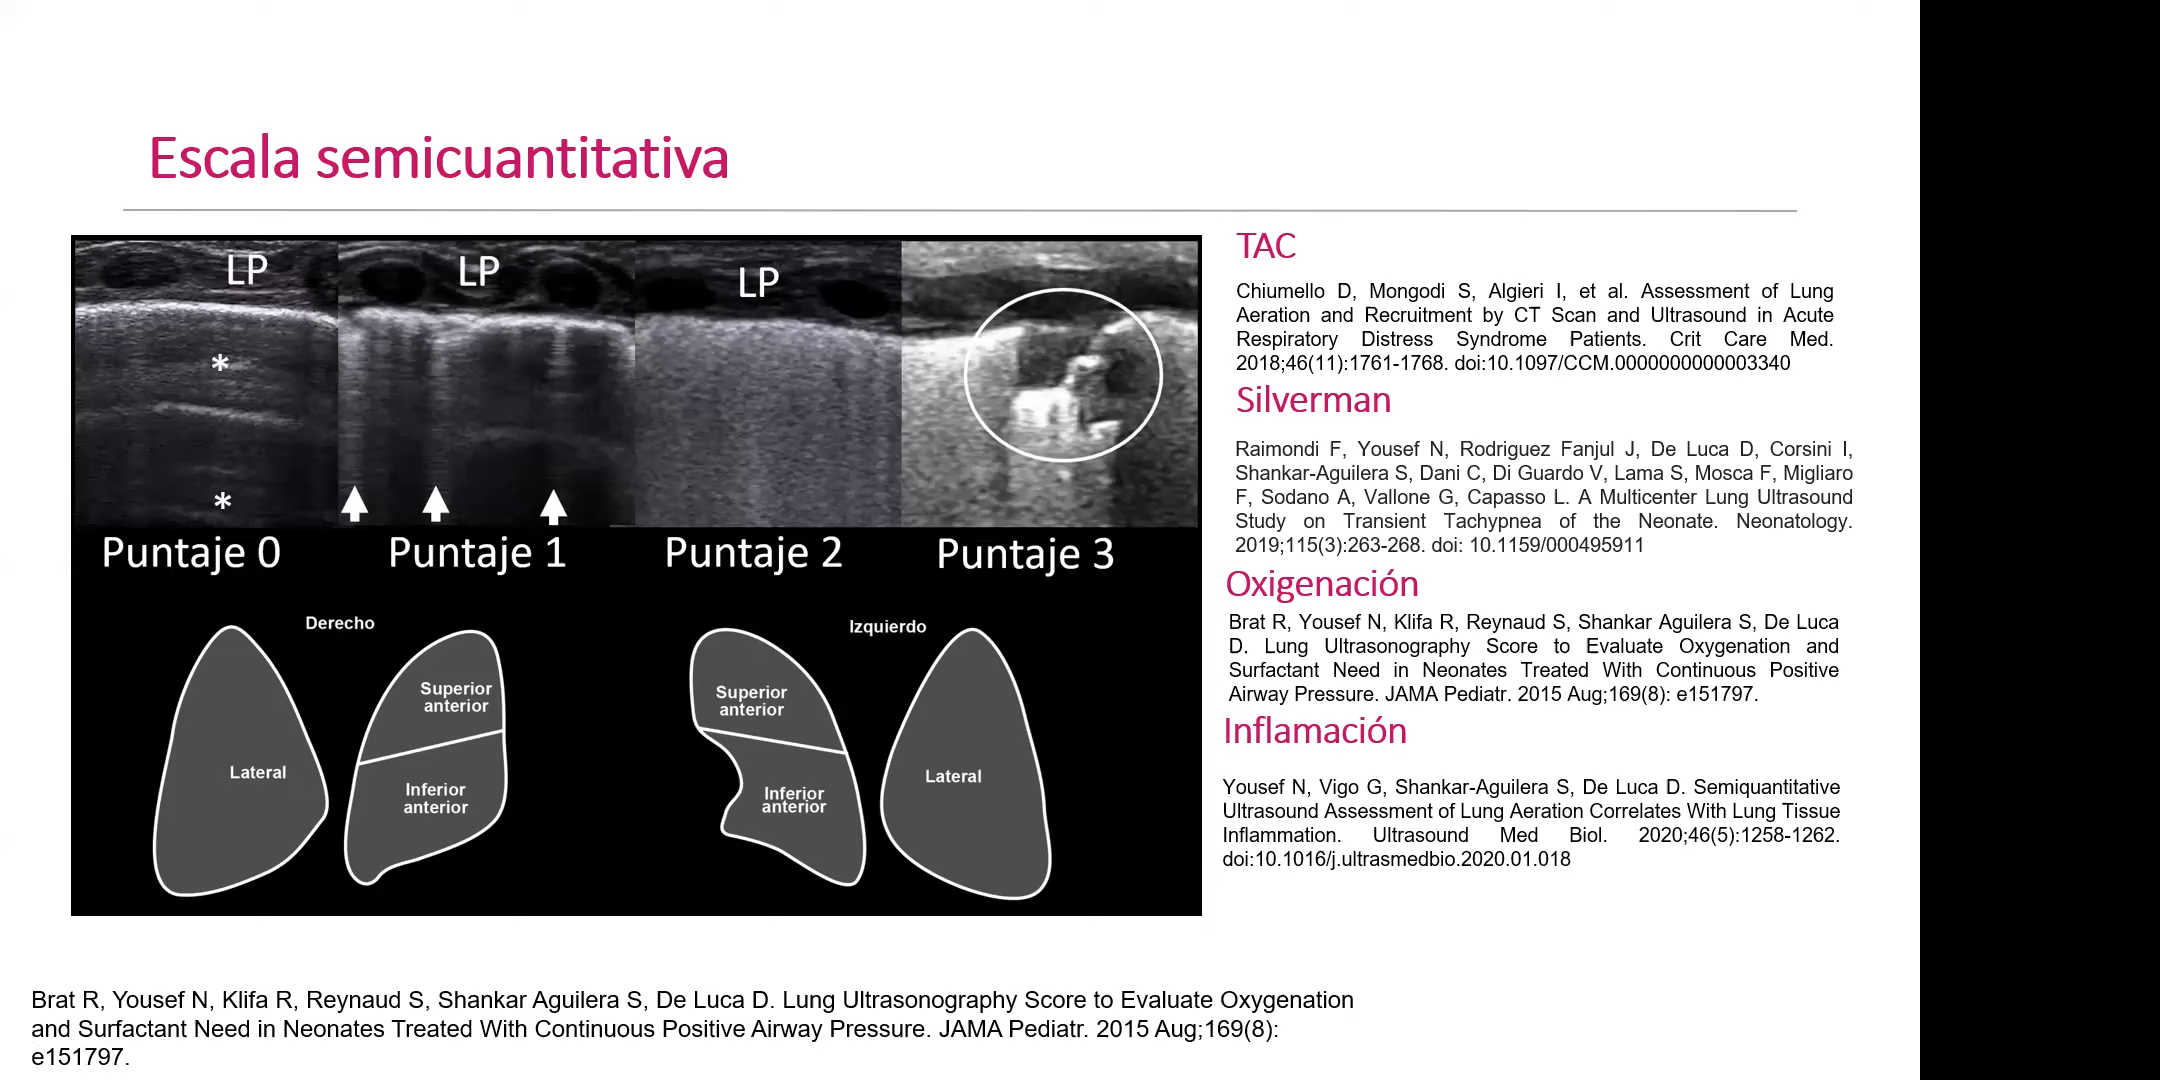 Escala semicuantitativa
LP
LP
LP
*
*
Puntaje 0
Puntaje 1
Puntaje 2
Puntaje 3
Derecho
Izquierdo
Lateral
Superior
anterior
Inferior
anterior
Superior
anterior
Inferior
anterior
Lateral
TAC
Chiumello D, Mongodi S, Algieri I, et al. Assessment of Lung
Aeration and Recruitment by CT Scan and Ultrasound in Acute
Respiratory Distress Syndrome Patients. Crit Care Med.
2018;46(11):1761-1768. doi:10.1097/CCM.0000000000003340
Silverman
Raimondi F, Yousef N, Rodriguez Fanjul J, De Luca D, Corsini I,
Shankar-Aguilera S, Dani C, Di Guardo V, Lama S, Mosca F, Migliaro
F, Sodano A, Vallone G, Capasso L. A Multicenter Lung Ultrasound
Study on Transient Tachypnea of the Neonate. Neonatology.
2019;115(3):263-268. doi: 10.1159/000495911
Oxigenación
Brat R, Yousef N, Klifa R, Reynaud S, Shankar Aguilera S, De Luca
D. Lung Ultrasonography Score to Evaluate Oxygenation and
Surfactant Need in Neonates Treated With Continuous Positive
Airway Pressure. JAMA Pediatr. 2015 Aug;169(8): e151797.
Inflamación
Yousef N, Vigo G, Shankar-Aguilera S, De Luca D. Semiquantitative
Ultrasound Assessment of Lung Aeration Correlates With Lung Tissue
Inflammation. Ultrasound Med Biol. 2020;46(5):1258-1262.
doi:10.1016/j.ultrasmedbio.2020.01.018
Brat R, Yousef N, Klifa R, Reynaud S, Shankar Aguilera S, De Luca D. Lung Ultrasonography Score to Evaluate Oxygenation
and Surfactant Need in Neonates Treated With Continuous Positive Airway Pressure. JAMA Pediatr. 2015 Aug;169(8):
e151797.